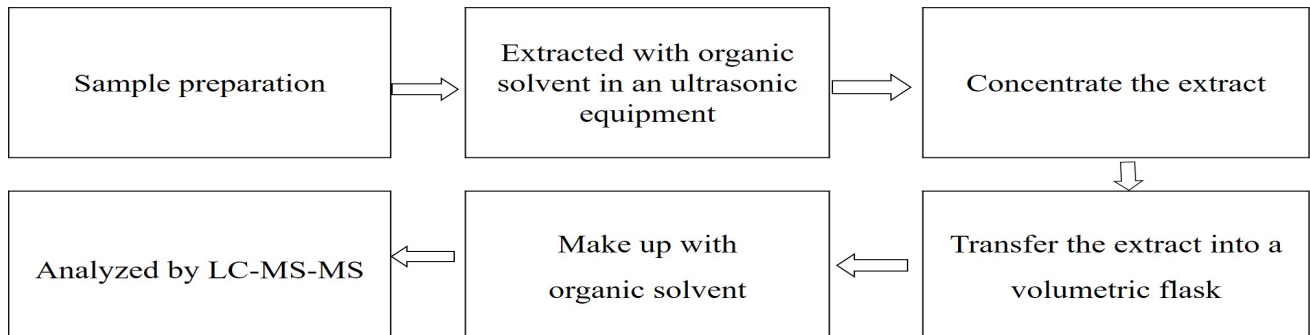 Sample preparation
Extracted with organic
solvent in an ultrasonic
equipment
Concentrate the extract
Transfer the extract into a
volumetric flask
Make up with
organic solvent
Analyzed by LC-MS-MS